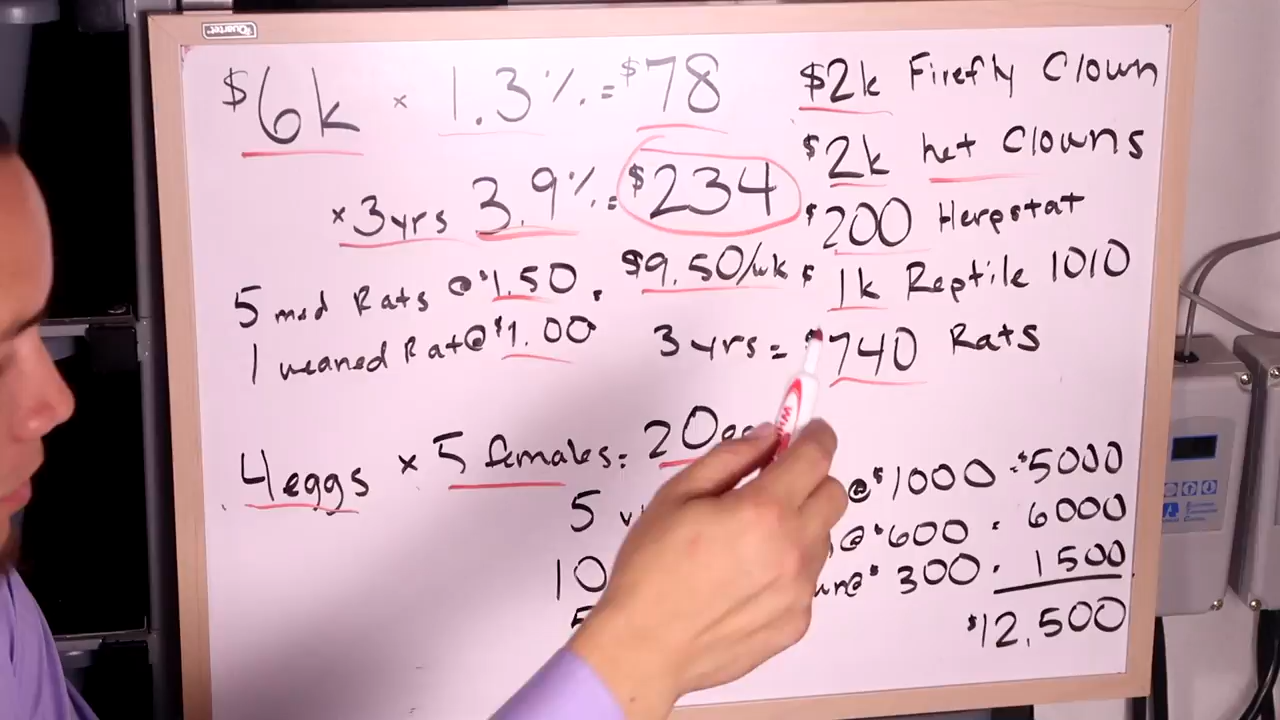 Quartet
$6k × 1.3% = $78
× 3yrs 3.9% = $234
5 med Rats @ $1.50 = $9.50/wk
1 weaned Rat @ $1.00
3 yrs = $740 Rats
$2k Firefly Clown
$2k het Clowns
$200 Herpstat
$1k Reptile 1010
4 eggs × 5 females = 20
5 @ $1000 = $5000
10 @ $600 = 6000
5 @ $300 = 1500
$12,500